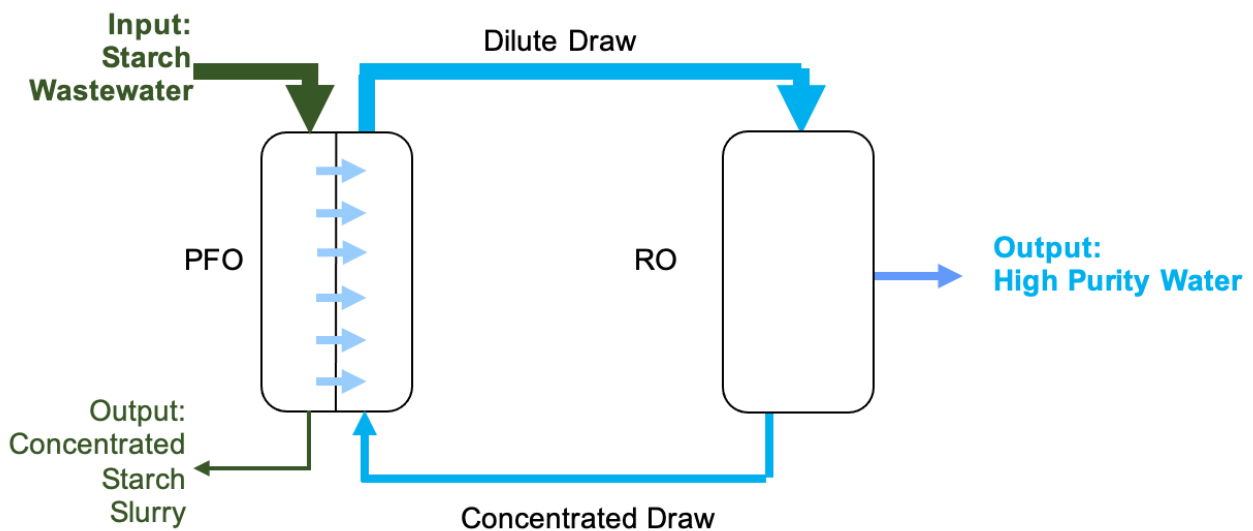 Input:
Starch
Wastewater
Dilute Draw
PFO
RO
Output:
High Purity Water
Output:
Concentrated
Starch
Slurry
Concentrated Draw